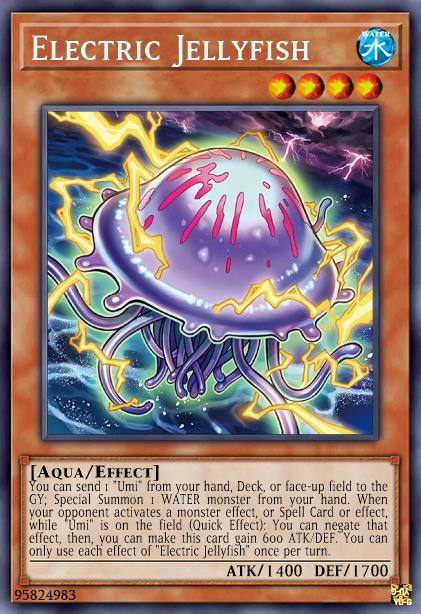 ELECTRIC JELLYFISH
WATER
水
[AQUA/EFFECT]
You can send 1 "Umi" from your hand, Deck, or face-up field to the
GY; Special Summon 1 WATER monster from your hand. When
your opponent activates a monster effect, or Spell Card or effect,
while "Umi" is on the field (Quick Effect): You can negate that
effect, then, you can make this card gain 600 ATK/DEF. You can
only use each effect of "Electric Jellyfish" once per turn.
ATK/1400 DEF/1700
95824983